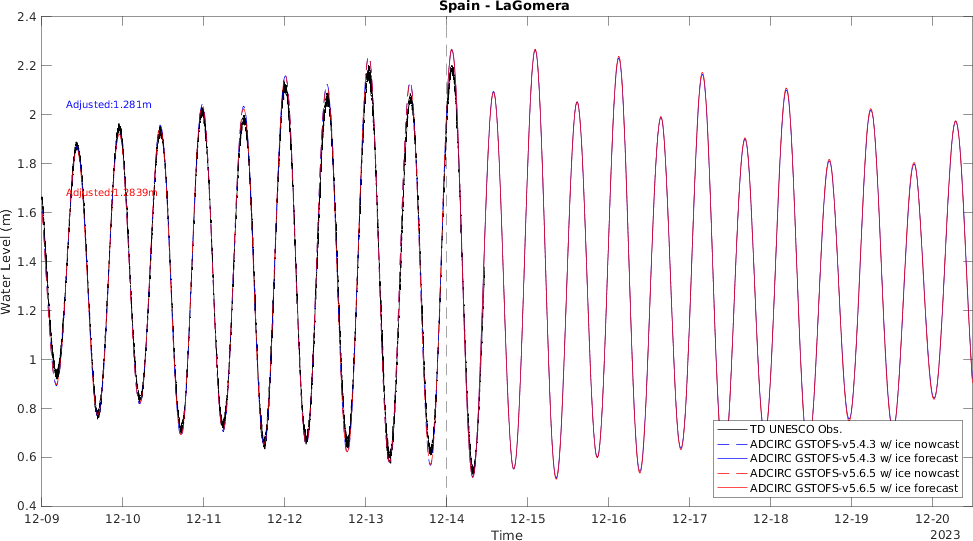 Spain - LaGomera
2.4
2.2
2
1.8
1.6
1.4
1.2
1
0.8
0.6
0.4
Water Level (m)
Adjusted:1.281m
Adjusted:1.2839m
TD UNESCO Obs.
ADCIRC GSTOFS-v5.4.3 w/ ice nowcast
ADCIRC GSTOFS-v5.4.3 w/ ice forecast
ADCIRC GSTOFS-v5.6.5 w/ ice nowcast
ADCIRC GSTOFS-v5.6.5 w/ ice forecast
12-09 12-10 12-11 12-12 12-13 12-14 12-15 12-16 12-17 12-18 12-19 12-20
Time
2023